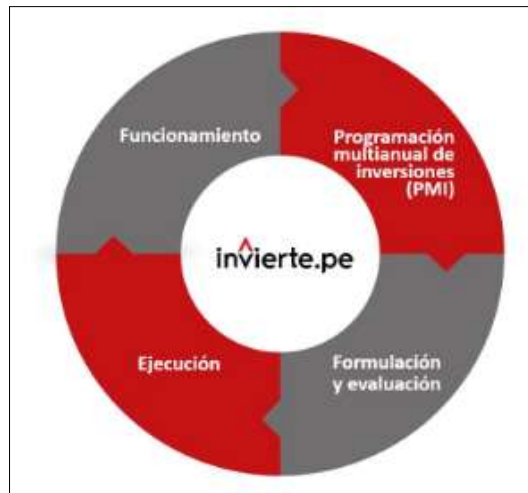 Funcionamiento
Programación
multianual de
inversiones
(PMI)
invierte.pe
Ejecución
Formulación
y evaluación